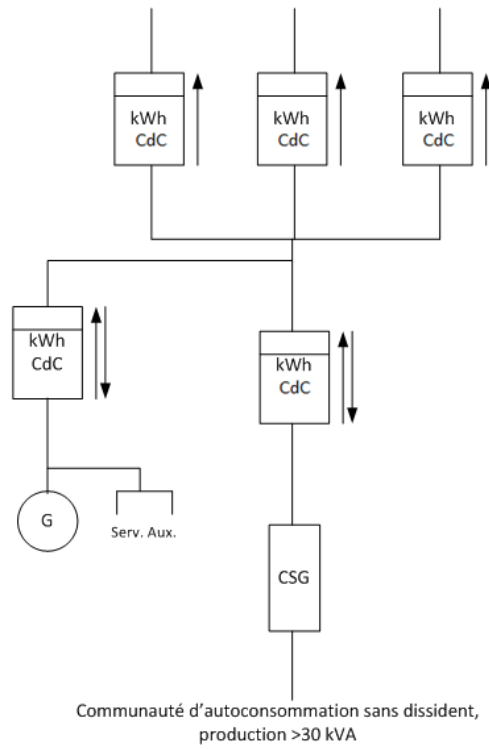 kWh
CdC
kWh
CdC
kWh
CdC
kWh
CdC
kWh
CdC
G
Serv. Aux.
CSG
Communauté d'autoconsommation sans dissident,
production >30 kVA